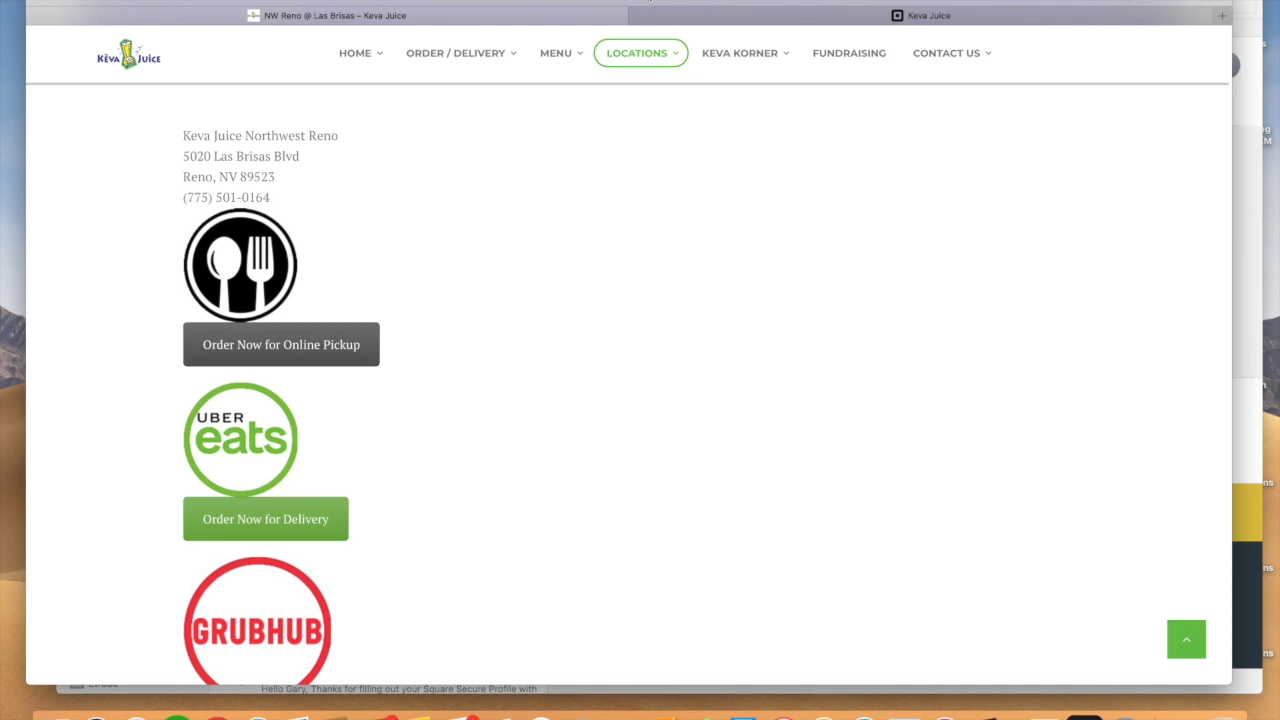 NW Reno @ Las Brisas – Keva Juice
Keva Juice
Kēva Juice
HOME
ORDER / DELIVERY
MENU
LOCATIONS
KEVA KORNER
FUNDRAISING
CONTACT US
Keva Juice Northwest Reno
5020 Las Brisas Blvd
Reno, NV 89523
(775) 501-0164
Order Now for Online Pickup
UBER
eats
Order Now for Delivery
GRUBHUB
Hello Gary, Thanks for filling out your Square Secure Profile with